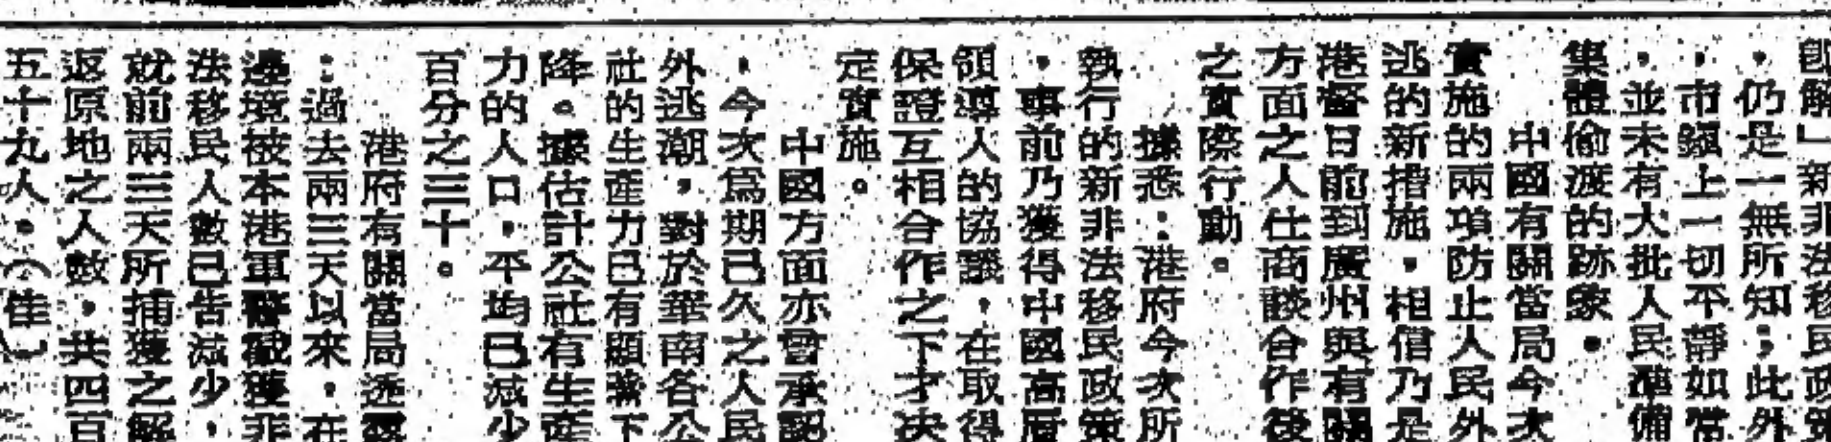 卽解」新非法移民政策
，仍是一無所知；此外
，市鎮上一切平靜如常
，並未有大批人民準備
集體偷渡的跡象。
中國有關當局今次
實施的兩項防止人民外
逃的新措施，相信乃是
港督日前到廣州與有關
方面之人仕商談合作後
之實際行動。
據悉：港府今次所
執行的新非法移民政策
，事前乃獲得中國高層
領導人的協議，在取得
保證互相合作之下才決
定實施。
中國方面亦曾承認
，今次為期已久之人民
外逃潮，對於華南各公
社的生產力已有顯著下
降。據估計公社有生產
力的人口，平均已減少
百分之三十。
港府有關當局透露
：過去兩三天以來，在
邊境被本港軍警截獲非
法移民人數已告減少，
就前兩三天所捕獲之解
返原地之人數，共四百
五十九人。（佳）